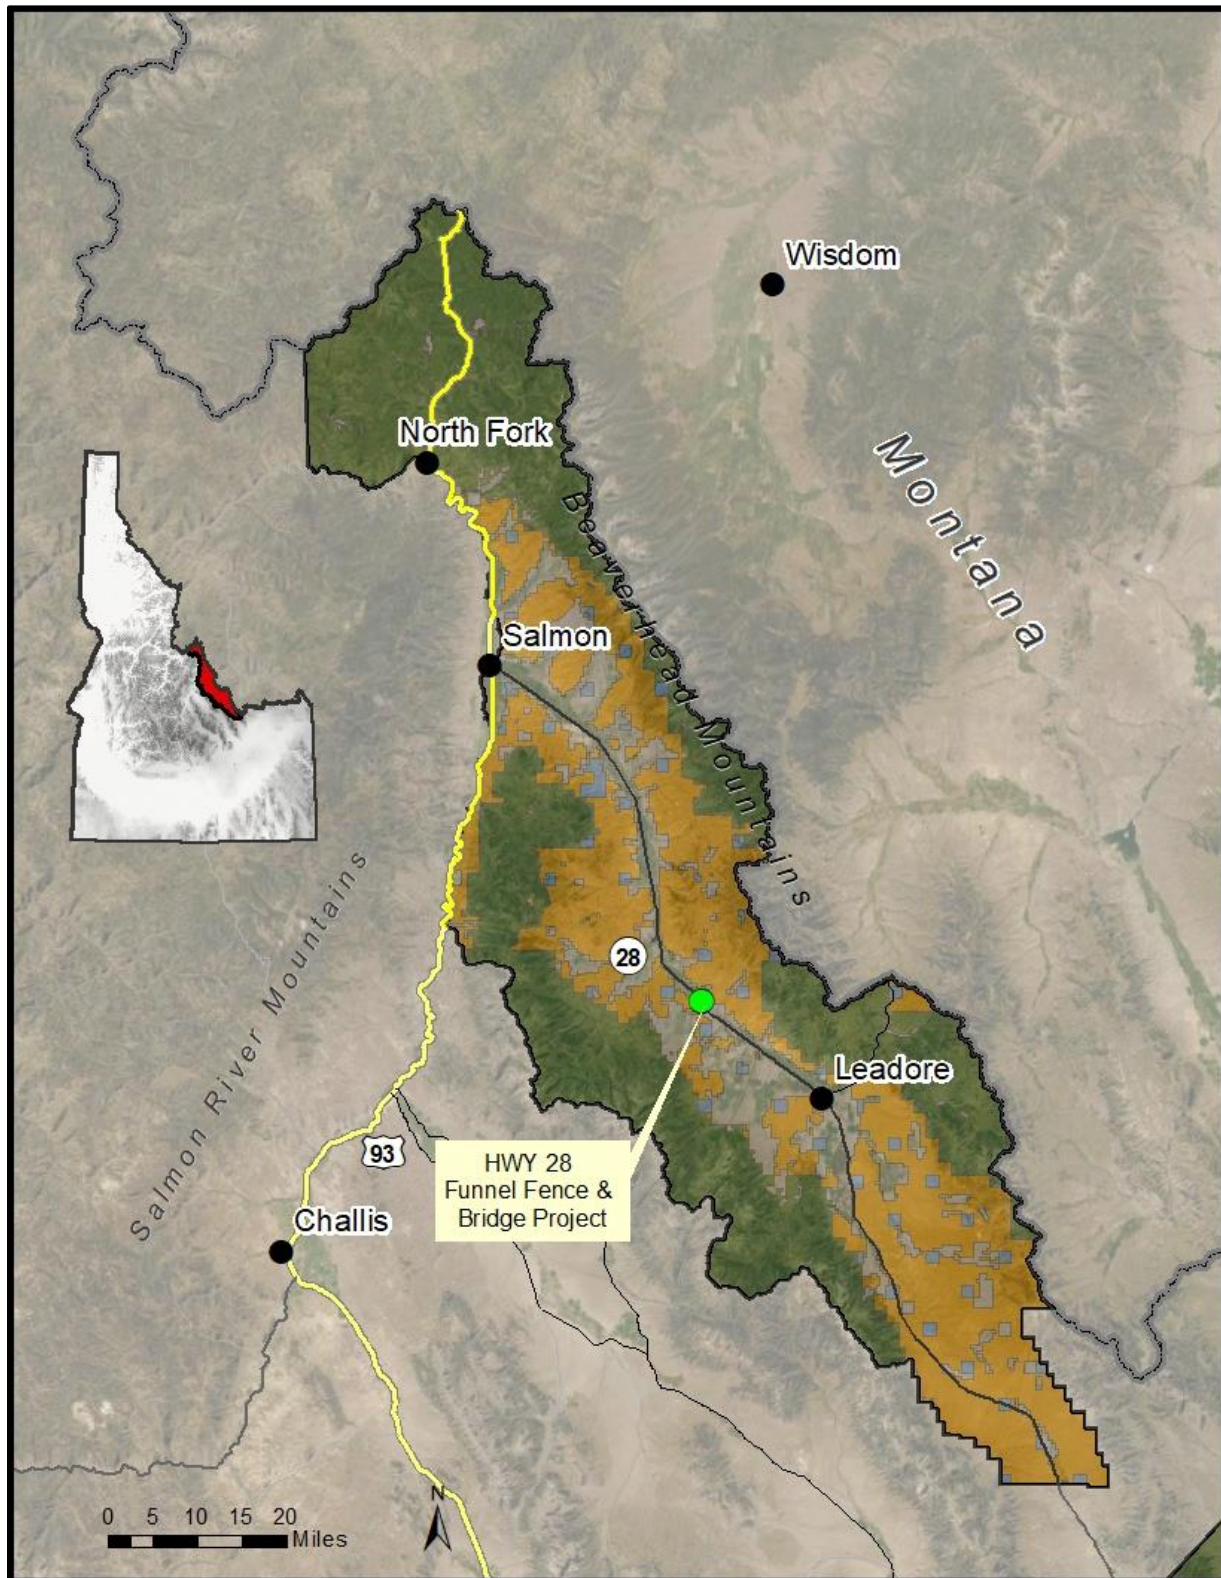 Wisdom
North Fork
Montana
Beaverhead Mountains
Salmon
Salmon River Mountains
28
Leadore
93
HWY 28
Funnel Fence &
Bridge Project
Challis
N
0 5 10 15 20
Miles